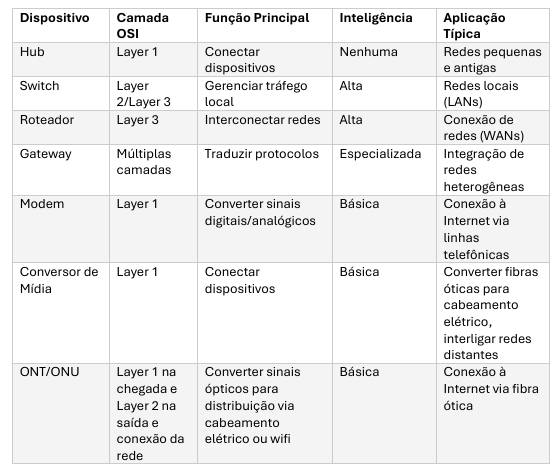 Dispositivo
Camada
OSI
Função Principal
Inteligência
Aplicação
Típica
Hub
Layer 1
Conectar
dispositivos
Nenhuma
Redes pequenas
e antigas
Switch
Layer
2/Layer 3
Gerenciar tráfego
local
Alta
Redes locais
(LANs)
Roteador
Layer 3
Interconectar redes
Alta
Conexão de
redes (WANs)
Gateway
Múltiplas
camadas
Traduzir protocolos
Especializada
Integração de
redes
heterogêneas
Modem
Layer 1
Converter sinais
digitais/analógicos
Básica
Conexão à
Internet via
linhas
telefônicas
Conversor de
Mídia
Layer 1
Conectar
dispositivos
Básica
Converter fibras
óticas para
cabeamento
elétrico,
interligar redes
distantes
ONT/ONU
Layer 1 na
chegada e
Layer 2 na
saída e
conexão da
rede
Converter sinais
ópticos para
distribuição via
cabeamento
elétrico ou wifi
Básica
Conexão à
Internet via fibra
ótica